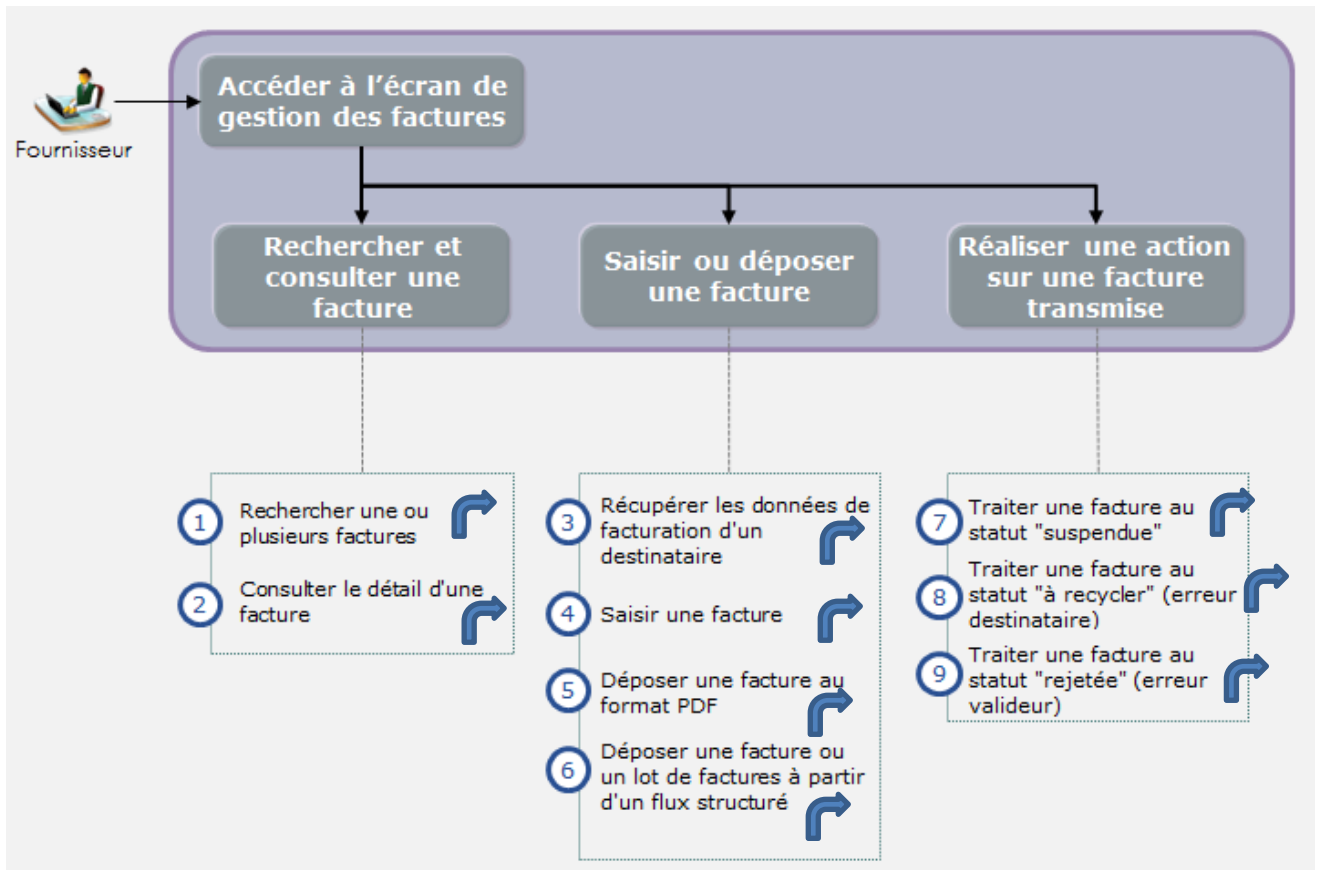 Accéder à l'écran de
gestion des factures
Fournisseur
Rechercher et
consulter une
facture
Saisir ou déposer
une facture
Réaliser une action
sur une facture
transmise
1
Rechercher une ou
plusieurs factures
2
Consulter le détail d'une
facture
3
Récupérer les données de
facturation d'un
destinataire
4
Saisir une facture
5
Déposer une facture au
format PDF
6
Déposer une facture ou
un lot de factures à partir
d'un flux structuré
7
Traiter une facture au
statut "suspendue"
8
Traiter une facture au
statut "à recycler" (erreur
destinataire)
9
Traiter une facture au
statut "rejetée" (erreur
valideur)